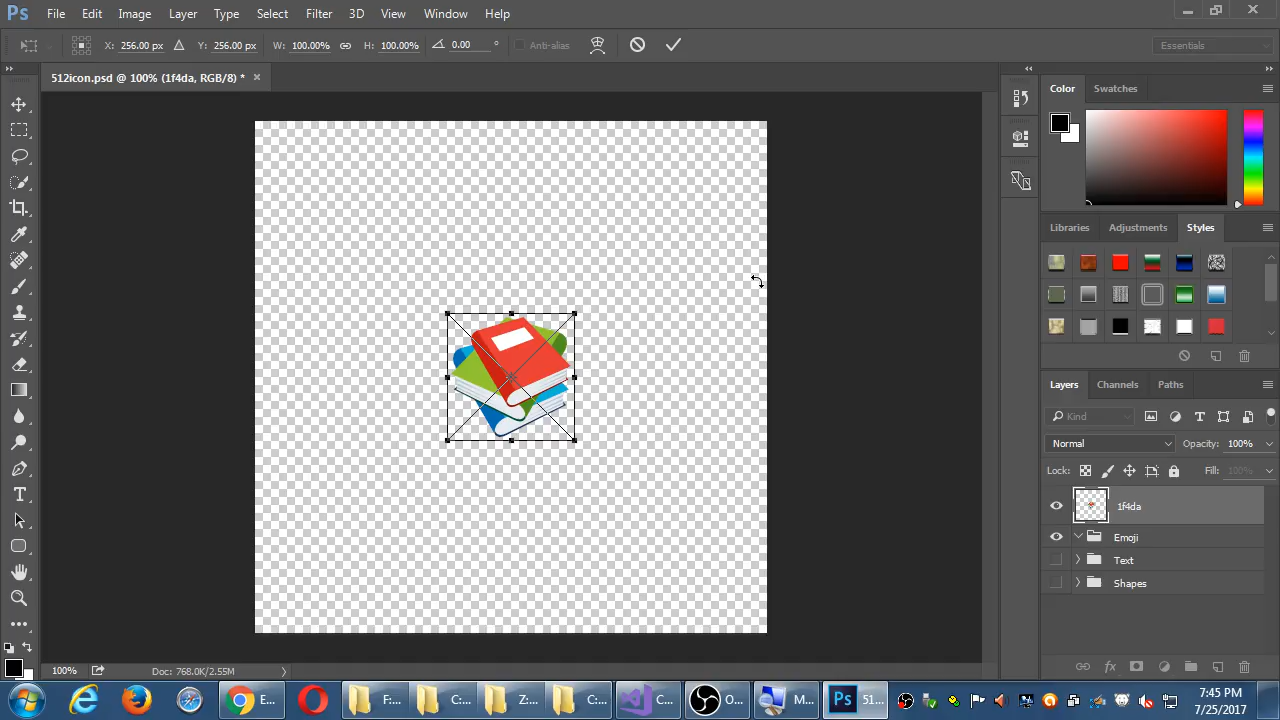 Ps File Edit Image Layer Type Select Filter 3D View Window Help
X: 256.00 px Y: 256.00 px W: 100.00% H: 100.00% 0.00 ° Anti-alias Essentials
512icon.psd @ 100% (1f4da, RGB/8) * ×
Color Swatches
Libraries Adjustments Styles
Layers Channels Paths
Kind
Normal Opacity: 100%
Lock: Fill: 100%
1f4da
Emoji
Text
Shapes
100% Doc: 768.0K/2.55M
E... F:... C:... Z:... C:... C... O... M... Ps 51...
7:45 PM
7/25/2017